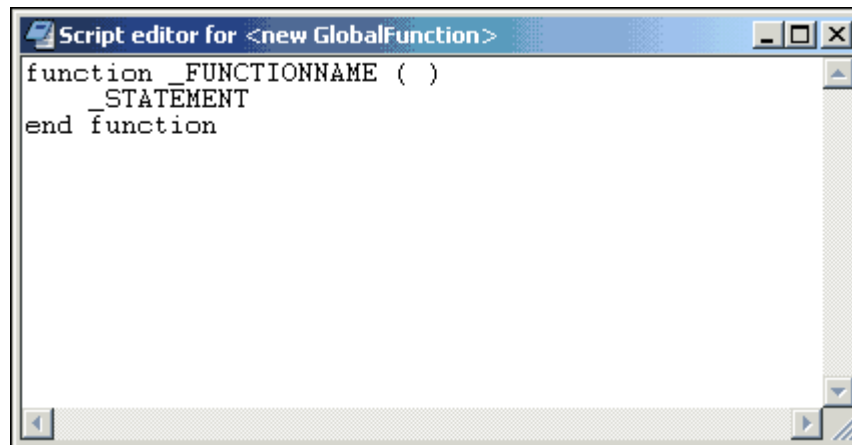 Script editor for <new GlobalFunction>
function _FUNCTIONNAME ( )
    _STATEMENT
end function